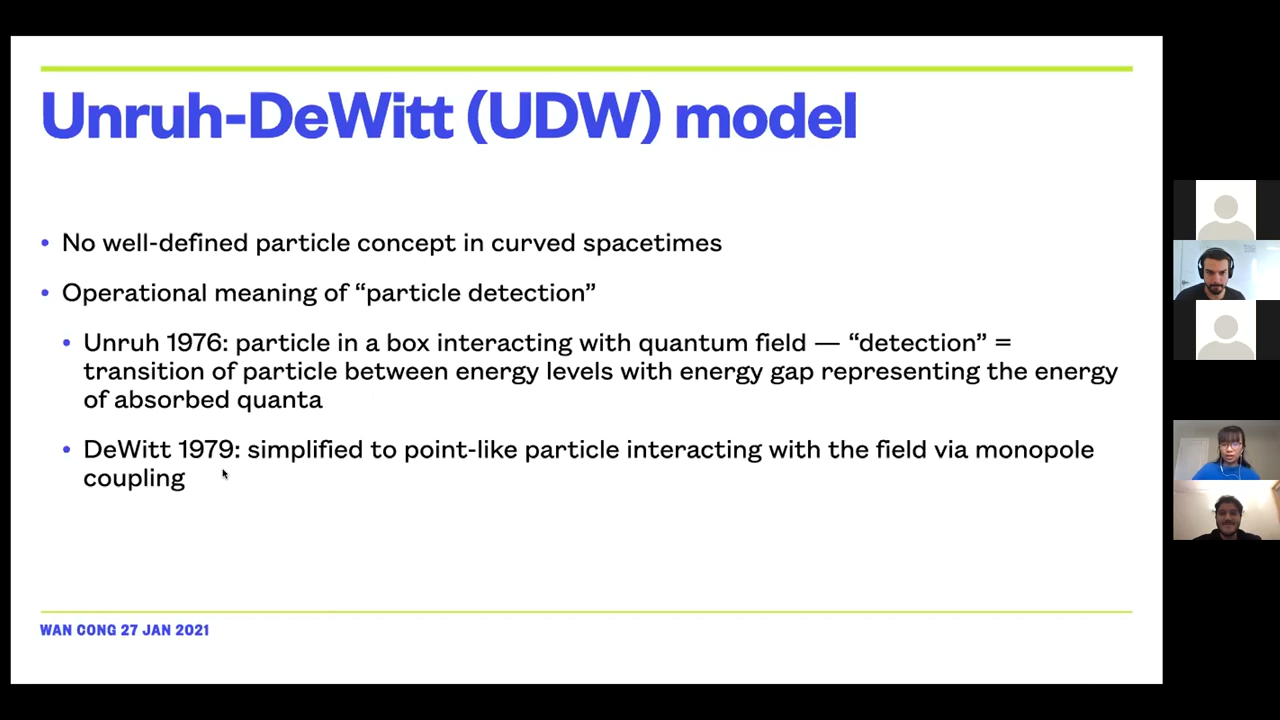 Unruh-DeWitt (UDW) model
• No well-defined particle concept in curved spacetimes
• Operational meaning of “particle detection”
• Unruh 1976: particle in a box interacting with quantum field — “detection” =
transition of particle between energy levels with energy gap representing the energy
of absorbed quanta
• DeWitt 1979: simplified to point-like particle interacting with the field via monopole
coupling
WAN CONG 27 JAN 2021